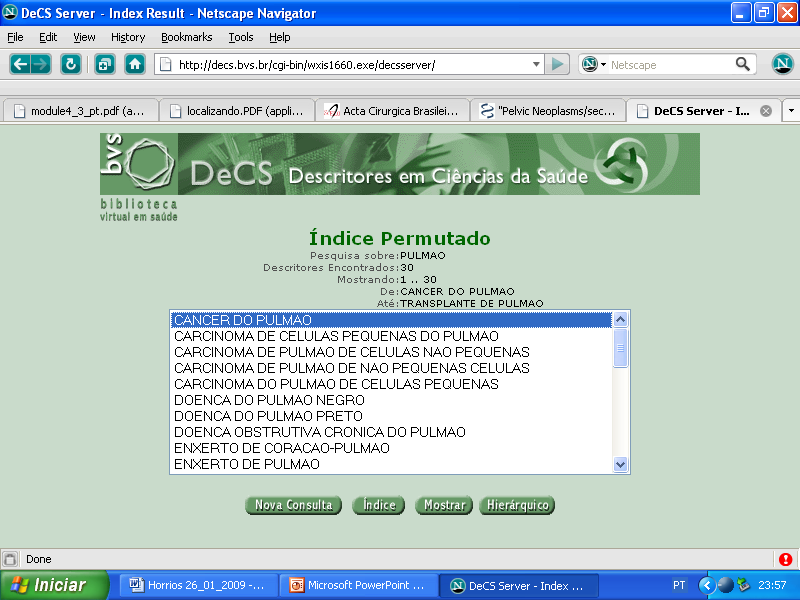 DeCS Server - Index Result - Netscape Navigator
File Edit View History Bookmarks Tools Help
http://decs.bvs.br/cgi-bin/wxis1660.exe/decsserver/ Netscape
module4_3_pt.pdf (a... localizando.PDF (appli... Acta Cirurgica Brasilei... "Pelvic Neoplasms/sec... DeCS Server - I...
bvs DeCS Descritores em Ciências da Saúde
biblioteca
virtual em saúde
Índice Permutado
Pesquisa sobre:PULMAO
Descritores Encontrados:30
Mostrando:1 .. 30
De:CANCER DO PULMAO
Até:TRANSPLANTE DE PULMAO
CANCER DO PULMAO
CARCINOMA DE CELULAS PEQUENAS DO PULMAO
CARCINOMA DE PULMAO DE CELULAS NAO PEQUENAS
CARCINOMA DE PULMAO DE NAO PEQUENAS CELULAS
CARCINOMA DO PULMAO DE CELULAS PEQUENAS
DOENCA DO PULMAO NEGRO
DOENCA DO PULMAO PRETO
DOENCA OBSTRUTIVA CRONICA DO PULMAO
ENXERTO DE CORACAO-PULMAO
ENXERTO DE PULMAO
Nova Consulta Índice Mostrar Hierárquico
Done
Iniciar Horrios 26_01_2009 -... Microsoft PowerPoint ... DeCS Server - Index ... PT 23:57